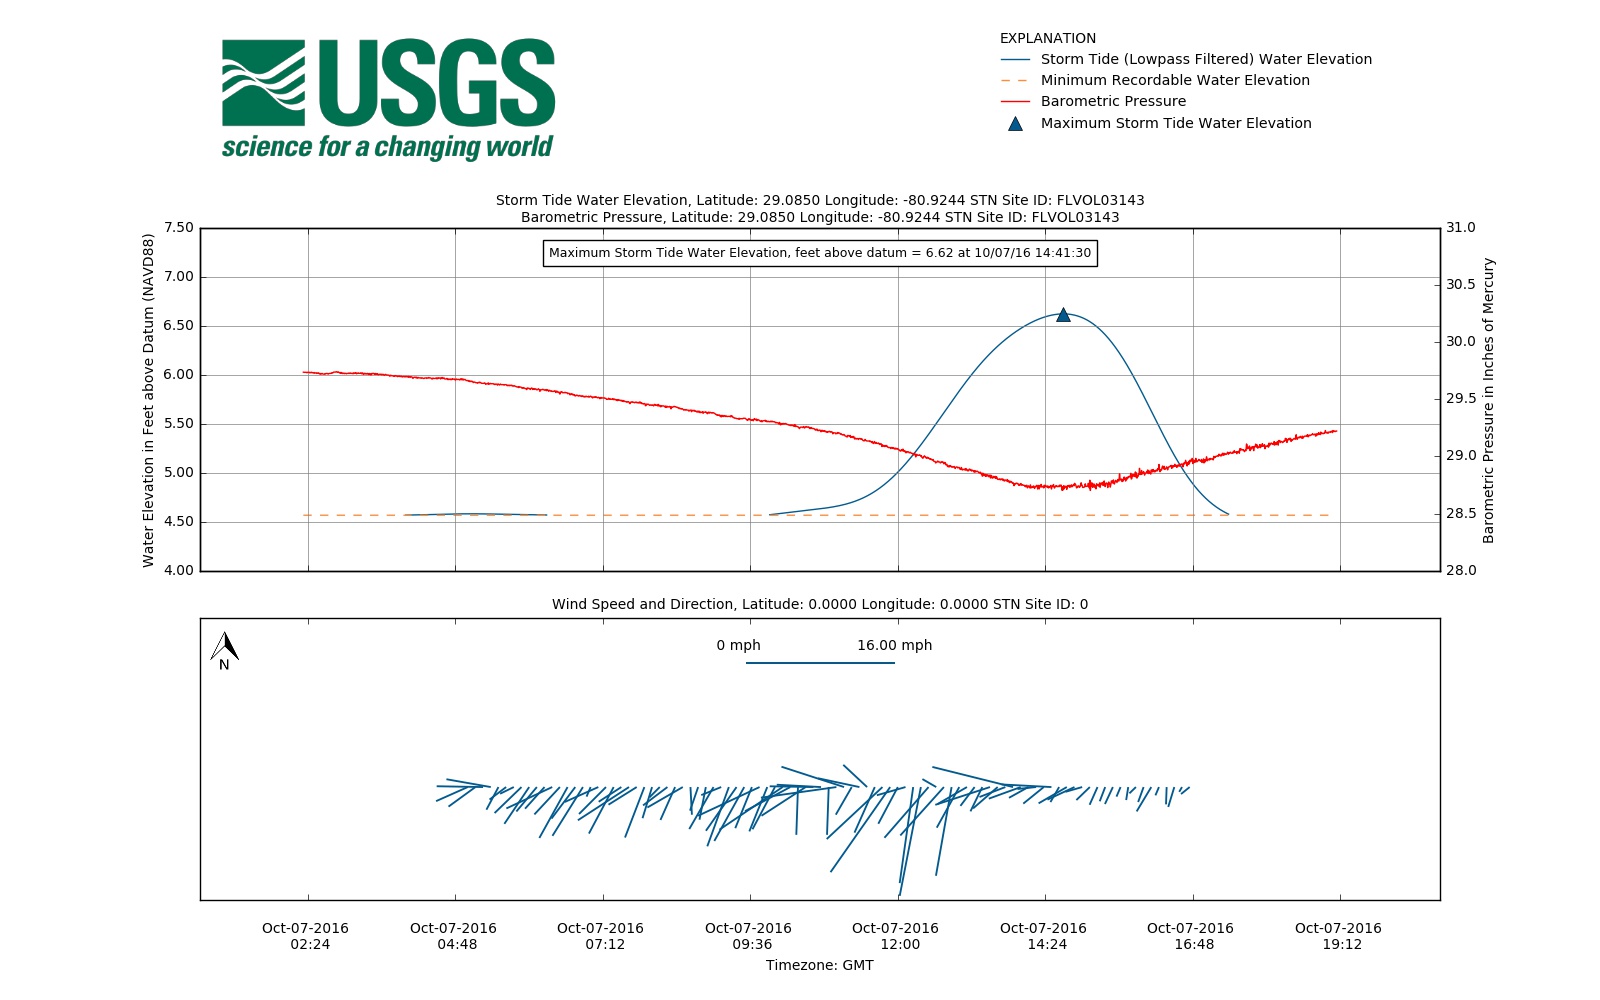 USGS
science for a changing world
EXPLANATION
Storm Tide (Lowpass Filtered) Water Elevation
Minimum Recordable Water Elevation
Barometric Pressure
Maximum Storm Tide Water Elevation
Storm Tide Water Elevation, Latitude: 29.0850 Longitude: -80.9244 STN Site ID: FLVOL03143
Barometric Pressure, Latitude: 29.0850 Longitude: -80.9244 STN Site ID: FLVOL03143
Maximum Storm Tide Water Elevation, feet above datum = 6.62 at 10/07/16 14:41:30
Water Elevation in Feet above Datum (NAVD88)
7.50
7.00
6.50
6.00
5.50
5.00
4.50
4.00
31.0
30.5
30.0
29.5
29.0
28.5
28.0
Barometric Pressure in Inches of Mercury
Wind Speed and Direction, Latitude: 0.0000 Longitude: 0.0000 STN Site ID: 0
N
0 mph 16.00 mph
Oct-07-2016 Oct-07-2016 Oct-07-2016 Oct-07-2016 Oct-07-2016 Oct-07-2016 Oct-07-2016 Oct-07-2016
02:24 04:48 07:12 09:36 12:00 14:24 16:48 19:12
Timezone: GMT